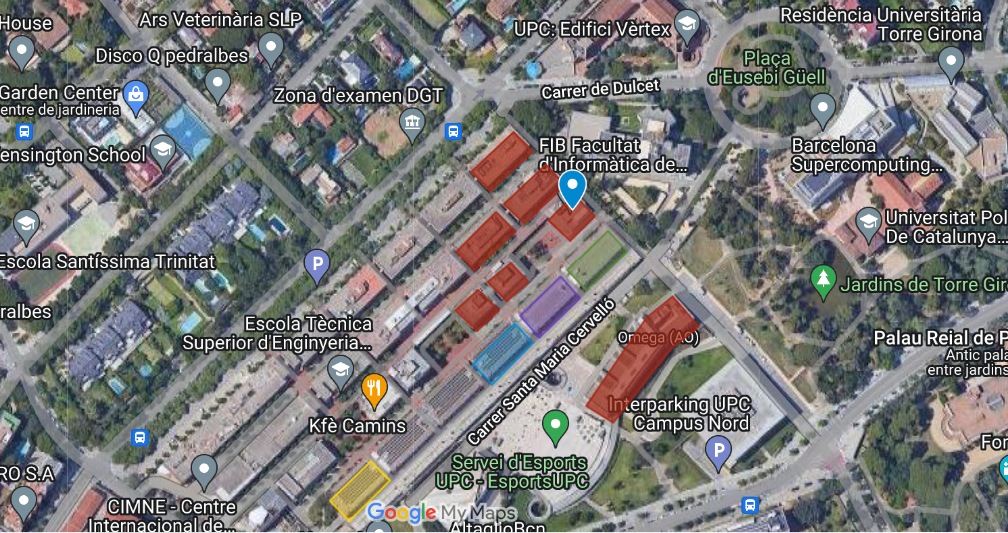 House
Ars Veterinària SLP
Disco Q pedralbes
UPC: Edifici Vèrtex
Residència Universitària
Torre Girona
Plaça
d'Eusebi Güell
Garden Center
entre de jardineria
Zona d'examen DGT
Carrer de Dulcet
ensington School
FIB Facultat
d'Informàtica de...
Barcelona
Supercomputing...
Universitat Pol
De Catalunya...
Escola Santíssima Trinitat
P
Jardins de Torre Gir
ralbes
Escola Tècnica
Superior d'Enginyeria...
Omega (A0)
Palau Reial de P
Antic pala
entre jardins
Carrer Santa Maria Cervelló
Kfè Camins
Interparking UPC
Campus Nord
P
Servei d'Esports
UPC - EsportsUPC
For
RO S.A
CIMNE - Centre
Internacional de...
Google My Maps
AltaguoBcn